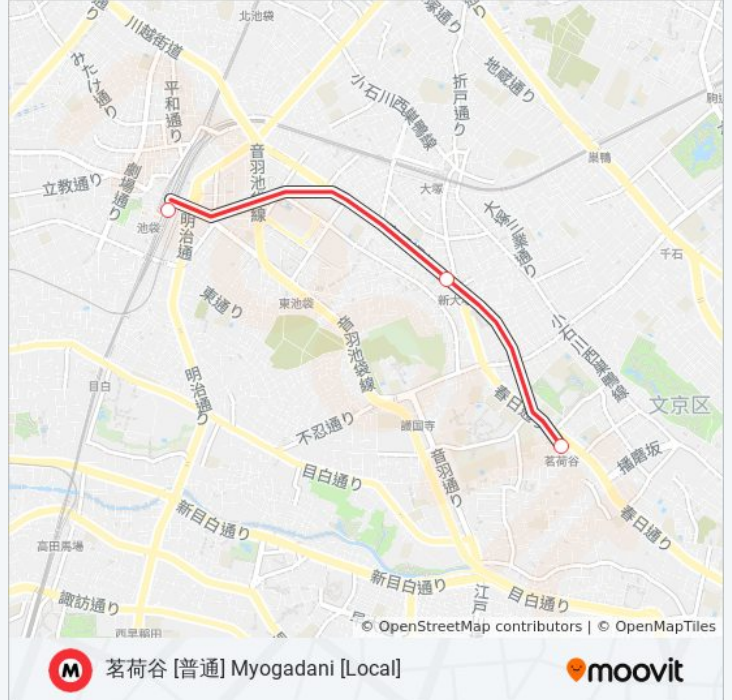 北池袋
川越街道
みたけ通り
平和通り
小石川西巣鴨線
折戸通り
地蔵通り
巣鴨
立教通り
劇場通り
音羽池袋線
大塚
池袋
明治通
大塚三業通り
千石
東通り
東池袋
新大
小石川西巣鴨線
音羽池袋線
目白
明治通り
春日通り
文京区
不忍通り
護国寺
茗荷谷
播磨坂
目白通り
音羽通り
新目白通り
春日通り
高田馬場
新目白通り
江戸
目白通り
諏訪通り
西早稲田
© OpenStreetMap contributors | © OpenMapTiles
M 茗荷谷 [普通] Myogadani [Local]
moovit